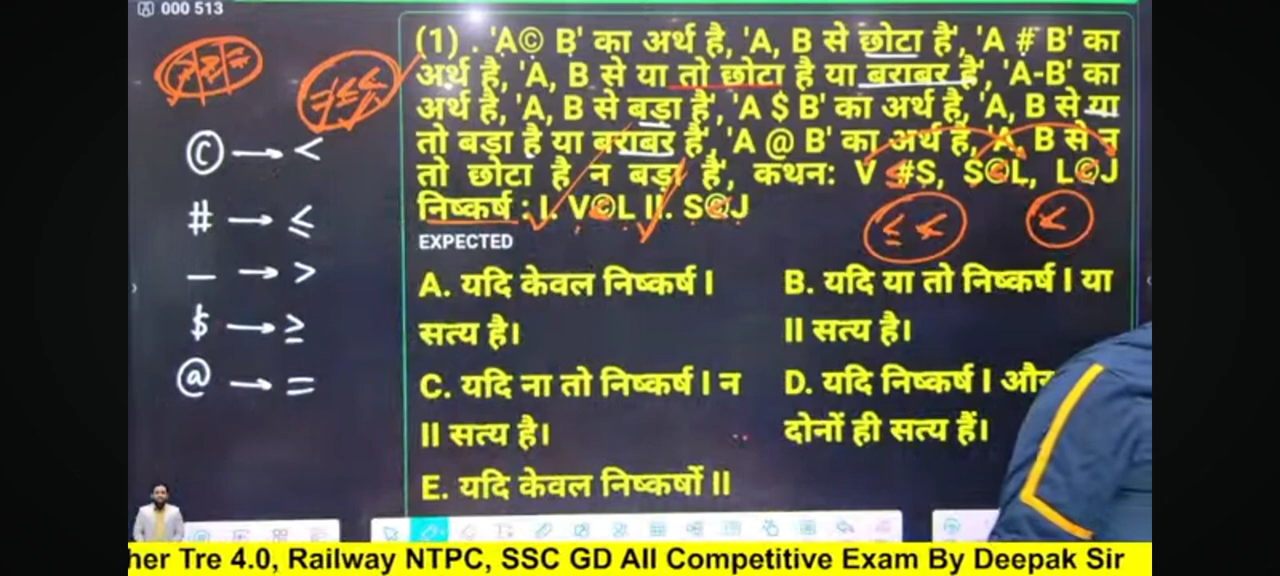 000 513
(1) . 'A© B' का अर्थ है, 'A, B से छोटा है', 'A # B' का
अर्थ है, 'A, B से या तो छोटा है या बराबर है', 'A-B' का
अर्थ है, 'A, B से बड़ा है', 'A $ B' का अर्थ है, 'A, B से या
तो बड़ा है या बराबर है', 'A @ B' का अर्थ है, 'A, B से न
तो छोटा है न बड़ा है', कथन: V #S, S©L, L©J
निष्कर्ष : I. V©L II. S©J
EXPECTED
A. यदि केवल निष्कर्ष I
सत्य है।
B. यदि या तो निष्कर्ष I या
II सत्य है।
C. यदि ना तो निष्कर्ष I न
II सत्य है।
D. यदि निष्कर्ष I और
दोनों ही सत्य हैं।
E. यदि केवल निष्कर्षो II
© → <
# → ≤
– → >
$ → ≥
@ → =
≤ <
<
her Tre 4.0, Railway NTPC, SSC GD All Competitive Exam By Deepak Sir